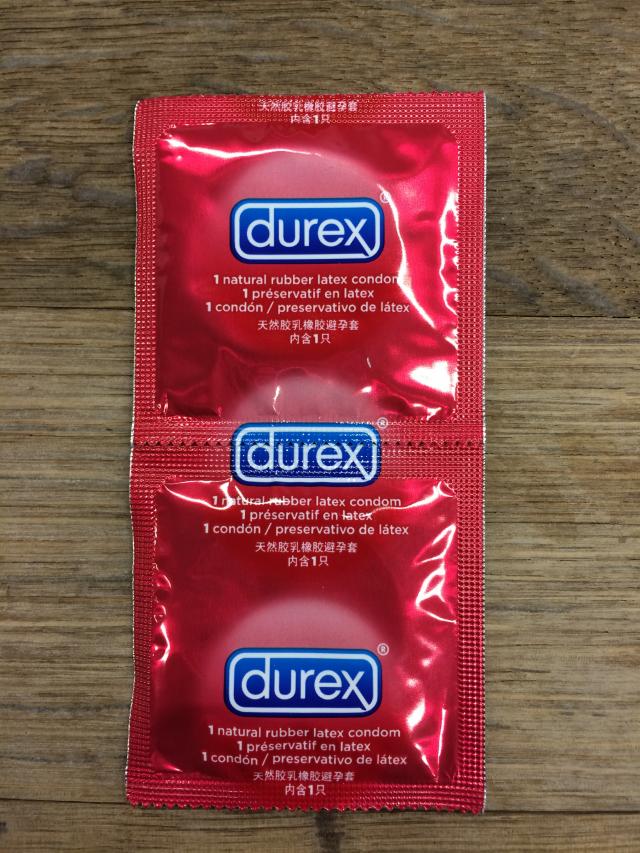 天然胶乳橡胶避孕套
内含1只
durex®
1 natural rubber latex condom
1 préservatif en latex
1 condón / preservativo de látex
天然胶乳橡胶避孕套
内含1只
durex®
1 natural rubber latex condom
1 préservatif en latex
1 condón / preservativo de látex
天然胶乳橡胶避孕套
内含1只
durex®
1 natural rubber latex condom
1 préservatif en latex
1 condón / preservativo de látex
天然胶乳橡胶避孕套
内含1只